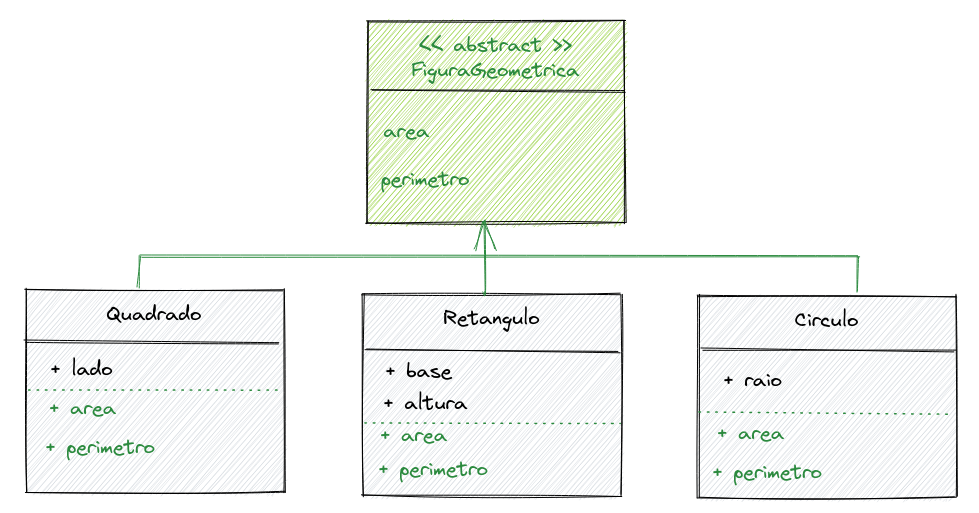 << abstract >>
FiguraGeometrica
area
perimetro
Quadrado
+ lado
+ area
+ perimetro
Retangulo
+ base
+ altura
+ area
+ perimetro
Circulo
+ raio
+ area
+ perimetro